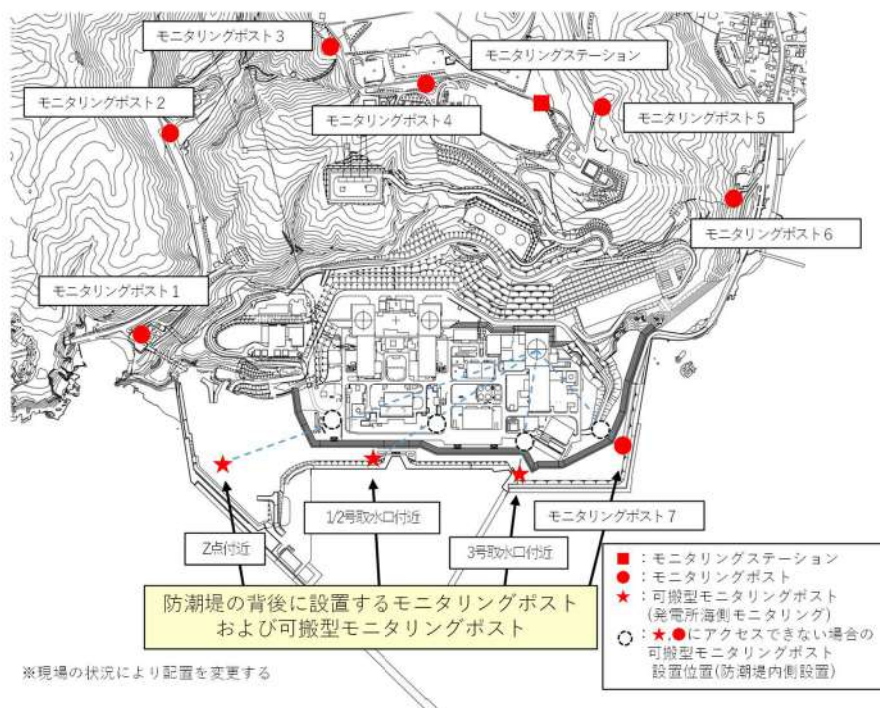 モニタリングポスト3
モニタリングステーション
モニタリングポスト2
モニタリングポスト4
モニタリングポスト5
モニタリングポスト6
モニタリングポスト1
1/2号取水口付近
モニタリングポスト7
Z点付近
3号取水口付近
防潮堤の背後に設置するモニタリングポスト
および可搬型モニタリングポスト
：モニタリングステーション
：モニタリングポスト
：可搬型モニタリングポスト
(発電所海側モニタリング)
：★,●にアクセスできない場合の
可搬型モニタリングポスト
設置位置(防潮堤内側設置)
※現場の状況により配置を変更する